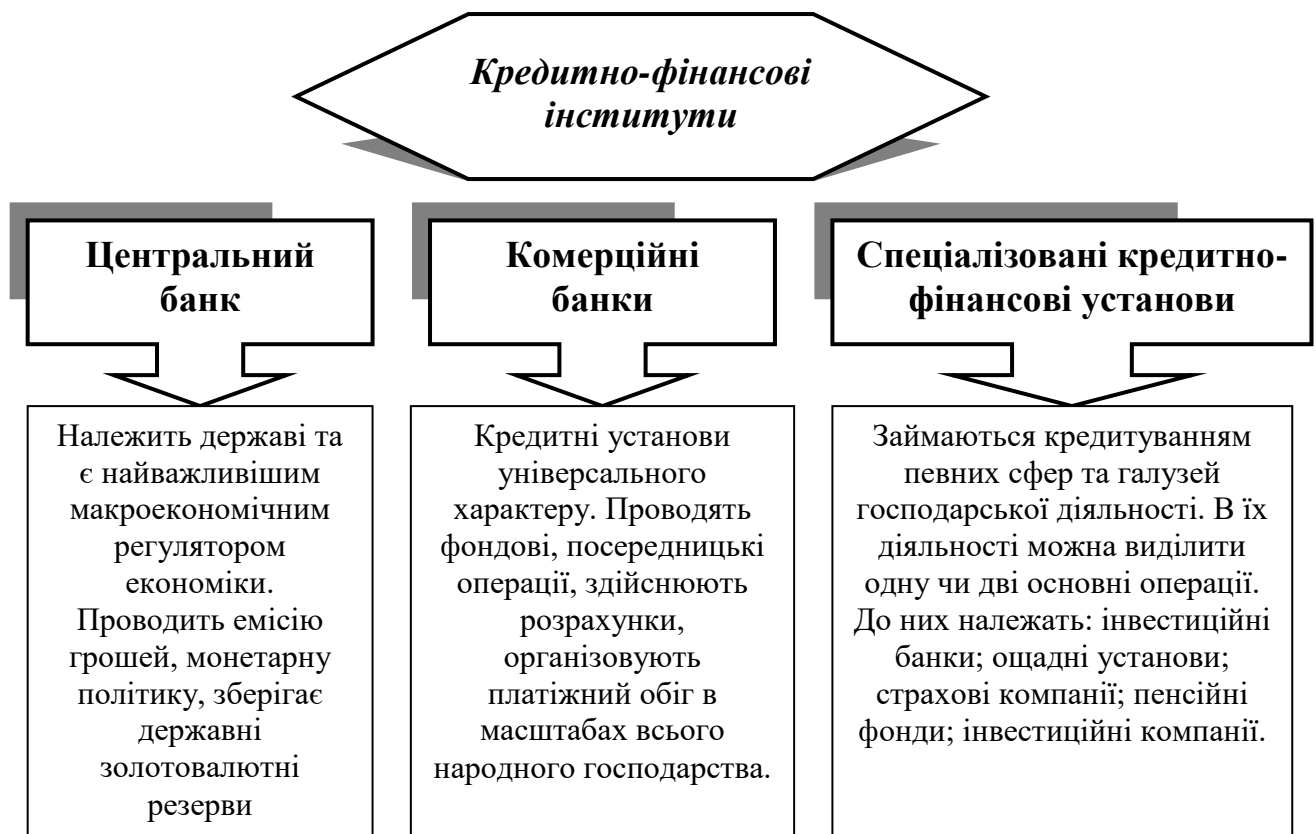 Кредитно-фінансові
інститути
Центральний
банк
Комерційні
банки
Спеціалізовані кредитно-
фінансові установи
Належить державі та
є найважливішим
макроекономічним
регулятором
економіки.
Проводить емісію
грошей, монетарну
політику, зберігає
державні
золотовалютні
резерви
Кредитні установи
універсального
характеру. Проводять
фондові, посередницькі
операції, здійснюють
розрахунки,
організовують
платіжний обіг в
масштабах всього
народного господарства.
Займаються кредитуванням
певних сфер та галузей
господарської діяльності. В їх
діяльності можна виділити
одну чи дві основні операції.
До них належать: інвестиційні
банки; ощадні установи;
страхові компанії; пенсійні
фонди; інвестиційні компанії.